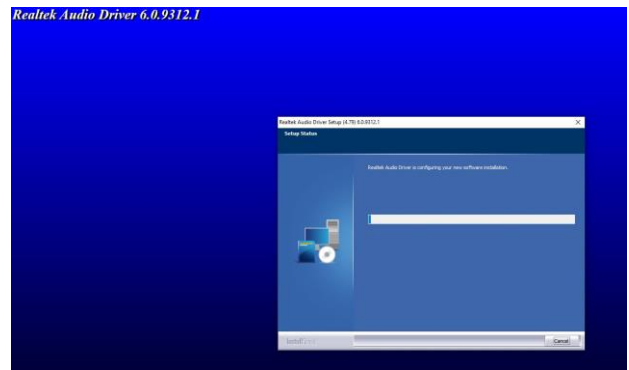 Realtek Audio Driver 6.0.9312.1
Realtek Audio Driver Setup (4.79) 6.0.9312.1
Setup Status
Realtek Audio Driver is configuring your new software installation.
Cancel